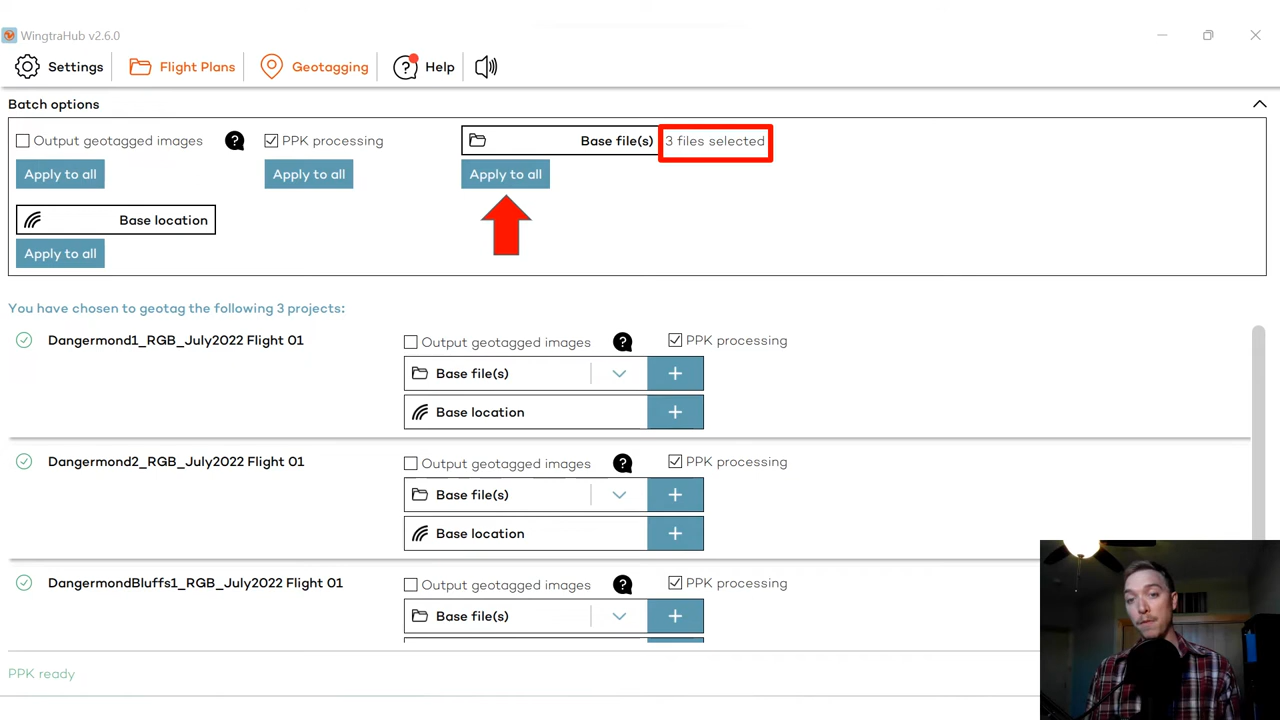 WingtraHub v2.6.0
Settings Flight Plans Geotagging ? Help
Batch options
Output geotagged images ? PPK processing Base file(s) 3 files selected
Apply to all Apply to all Apply to all
Base location
Apply to all
You have chosen to geotag the following 3 projects:
Dangermond1_RGB_July2022 Flight 01 Output geotagged images ? PPK processing
Base file(s) +
Base location +
Dangermond2_RGB_July2022 Flight 01 Output geotagged images ? PPK processing
Base file(s) +
Base location +
DangermondBluffs1_RGB_July2022 Flight 01 Output geotagged images ? PPK processing
Base file(s) +
PPK ready